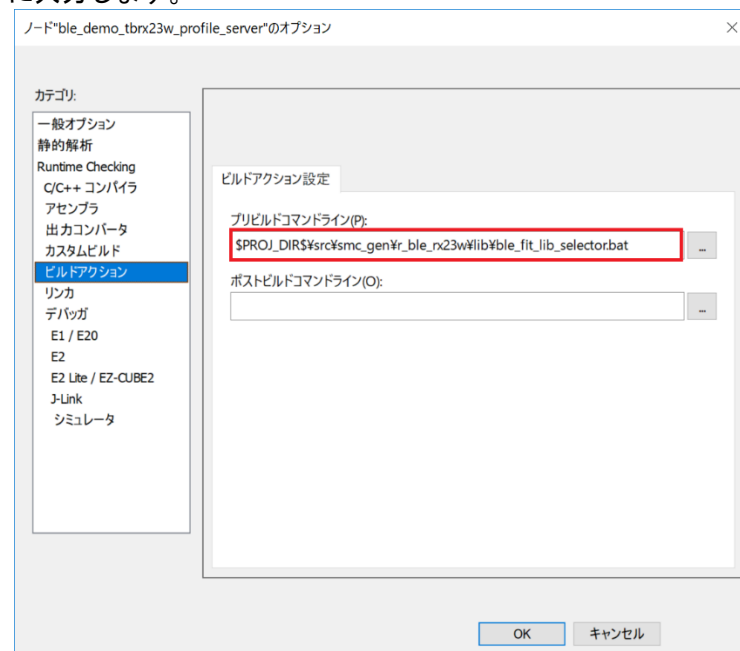 に入力します。
ノード"ble_demo_tbrx23w_profile_server"のオプション
カテゴリ:
一般オプション
静的解析
Runtime Checking
C/C++ コンパイラ
アセンブラ
出力コンバータ
カスタムビルド
ビルドアクション
リンカ
デバッガ
E1 / E20
E2
E2 Lite / EZ-CUBE2
J-Link
シミュレータ
ビルドアクション設定
プリビルドコマンドライン(P):
$PROJ_DIR$¥src¥smc_gen¥r_ble_rx23w¥lib¥ble_fit_lib_selector.bat
...
ポストビルドコマンドライン(O):
...
OK
キャンセル